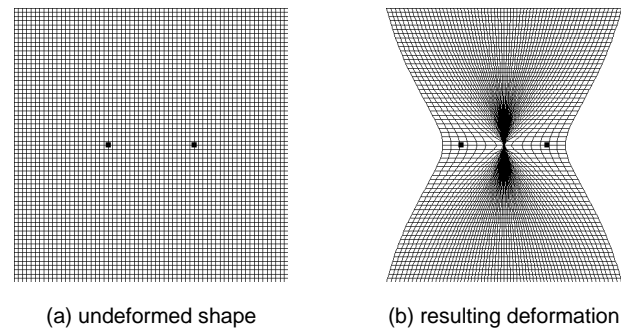 (a) undeformed shape
(b) resulting deformation